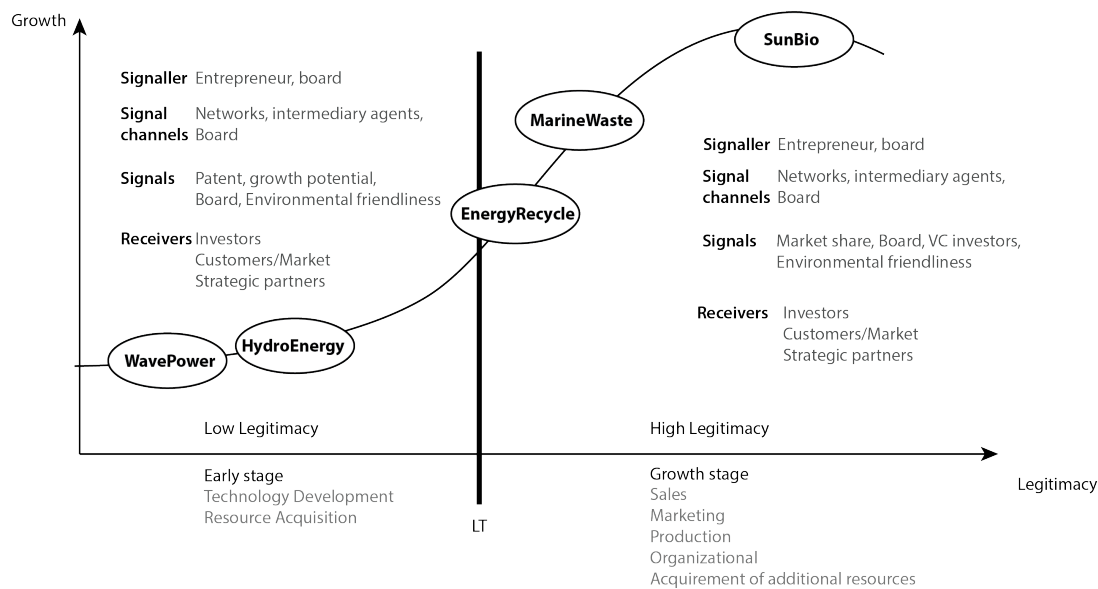 Growth
SunBio
Signaller Entrepreneur, board
Signal Networks, intermediary agents,
channels Board
Signals Patent, growth potential,
Board, Environmental friendliness
Receivers Investors
Customers/Market
Strategic partners
MarineWaste
EnergyRecycle
HydroEnergy
WavePower
Signaller Entrepreneur, board
Signal Networks, intermediary agents,
channels Board
Signals Market share, Board, VC investors,
Environmental friendliness
Receivers Investors
Customers/Market
Strategic partners
Low Legitimacy
High Legitimacy
Early stage
Technology Development
Resource Acquisition
LT
Growth stage
Sales
Marketing
Production
Organizational
Acquirement of additional resources
Legitimacy